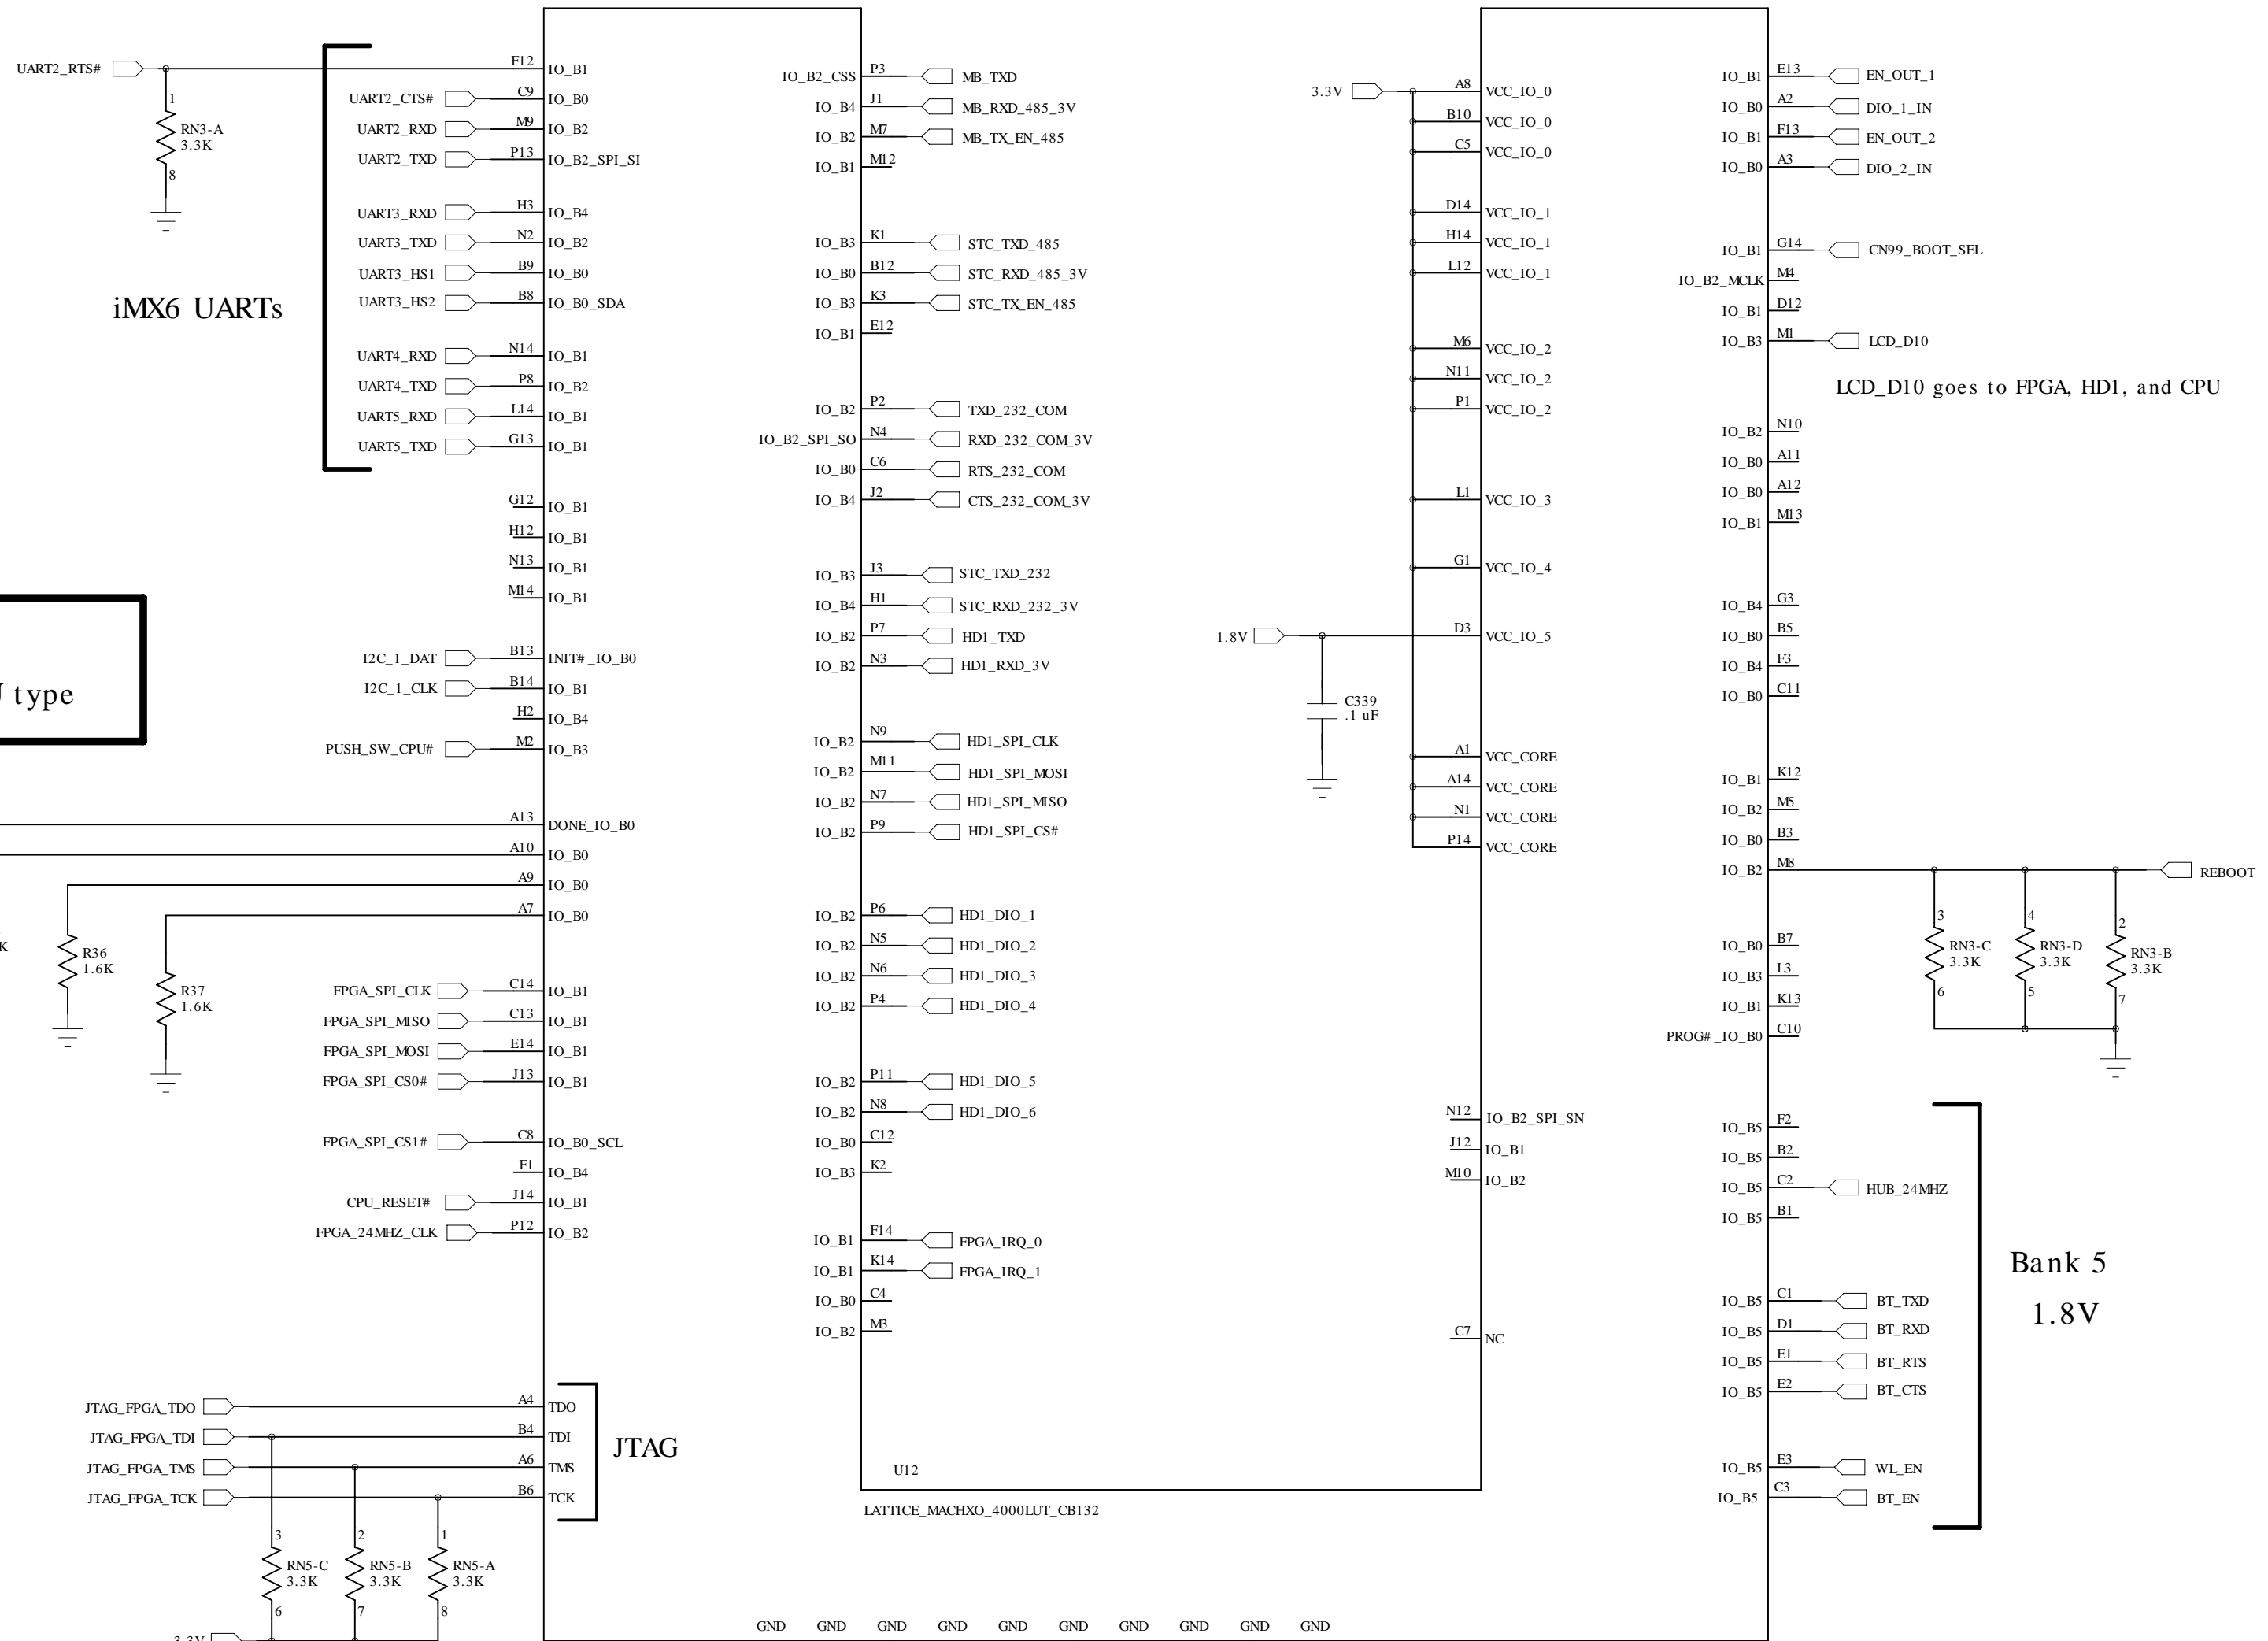 UART2_RTS#
F12 IO_B1
1
RN3-A
3.3K
8
UART2_CTS# C9 IO_B0
UART2_RXD M9 IO_B2
UART2_TXD P13 IO_B2_SPI_SI
UART3_RXD H3 IO_B4
UART3_TXD N2 IO_B2
UART3_HS1 B9 IO_B0
UART3_HS2 B8 IO_B0_SDA
iMX6 UARTs
UART4_RXD N14 IO_B1
UART4_TXD P8 IO_B2
UART5_RXD L14 IO_B1
UART5_TXD G13 IO_B1
G12 IO_B1
H12 IO_B1
N13 IO_B1
M14 IO_B1
type
I2C_1_DAT B13 INIT#_IO_B0
I2C_1_CLK B14 IO_B1
H2 IO_B4
PUSH_SW_CPU# M2 IO_B3
A13 DONE_IO_B0
A10 IO_B0
A9 IO_B0
A7 IO_B0
K
R36
1.6K
R37
1.6K
FPGA_SPI_CLK C14 IO_B1
FPGA_SPI_MISO C13 IO_B1
FPGA_SPI_MOSI E14 IO_B1
FPGA_SPI_CS0# J13 IO_B1
FPGA_SPI_CS1# C8 IO_B0_SCL
F1 IO_B4
CPU_RESET# J14 IO_B1
FPGA_24MHZ_CLK P12 IO_B2
JTAG_FPGA_TDO A4 TDO
JTAG_FPGA_TDI B4 TDI
JTAG_FPGA_TMS A6 TMS
JTAG_FPGA_TCK B6 TCK
JTAG
3 2 1
RN5-C RN5-B RN5-A
3.3K 3.3K 3.3K
6 7 8
3.3V
IO_B2_CSS P3 MB_TXD
IO_B4 J1 MB_RXD_485_3V
IO_B2 M7 MB_TX_EN_485
IO_B1 M12
IO_B3 K1 STC_TXD_485
IO_B0 B12 STC_RXD_485_3V
IO_B3 K3 STC_TX_EN_485
IO_B1 E12
IO_B2 P2 TXD_232_COM
IO_B2_SPI_SO N4 RXD_232_COM_3V
IO_B0 C6 RTS_232_COM
IO_B4 J2 CTS_232_COM_3V
IO_B3 J3 STC_TXD_232
IO_B4 H1 STC_RXD_232_3V
IO_B2 P7 HD1_TXD
IO_B2 N3 HD1_RXD_3V
IO_B2 N9 HD1_SPI_CLK
IO_B2 M11 HD1_SPI_MOSI
IO_B2 N7 HD1_SPI_MISO
IO_B2 P9 HD1_SPI_CS#
IO_B2 P6 HD1_DIO_1
IO_B2 N5 HD1_DIO_2
IO_B2 N6 HD1_DIO_3
IO_B2 P4 HD1_DIO_4
IO_B2 P11 HD1_DIO_5
IO_B2 N8 HD1_DIO_6
IO_B0 C12
IO_B3 K2
IO_B1 F14 FPGA_IRQ_0
IO_B1 K14 FPGA_IRQ_1
IO_B0 C4
IO_B2 M3
U12
LATTICE_MACHXO_4000LUT_CB132
GND GND GND GND GND GND GND GND GND GND
3.3V A8 VCC_IO_0
B10 VCC_IO_0
C5 VCC_IO_0
D14 VCC_IO_1
H14 VCC_IO_1
L12 VCC_IO_1
M6 VCC_IO_2
N11 VCC_IO_2
P1 VCC_IO_2
L1 VCC_IO_3
G1 VCC_IO_4
1.8V D3 VCC_IO_5
C339
.1 uF
A1 VCC_CORE
A14 VCC_CORE
N1 VCC_CORE
P14 VCC_CORE
N12 IO_B2_SPI_SN
J12 IO_B1
M10 IO_B2
C7 NC
IO_B1 E13 EN_OUT_1
IO_B0 A2 DIO_1_IN
IO_B1 F13 EN_OUT_2
IO_B0 A3 DIO_2_IN
IO_B1 G14 CN99_BOOT_SEL
IO_B2_MCLK M4
IO_B1 D12
IO_B3 M1 LCD_D10
LCD_D10 goes to FPGA, HD1, and CPU
IO_B2 N10
IO_B0 A11
IO_B0 A12
IO_B1 M13
IO_B4 G3
IO_B0 B5
IO_B4 F3
IO_B0 C11
IO_B1 K12
IO_B2 M5
IO_B0 B3
IO_B2 M8 REBOOT
3 4 2
RN3-C RN3-D RN3-B
3.3K 3.3K 3.3K
6 5 7
IO_B0 B7
IO_B3 L3
IO_B1 K13
PROG#_IO_B0 C10
IO_B5 F2
IO_B5 B2
IO_B5 C2 HUB_24MHZ
IO_B5 B1
Bank 5
1.8V
IO_B5 C1 BT_TXD
IO_B5 D1 BT_RXD
IO_B5 E1 BT_RTS
IO_B5 E2 BT_CTS
IO_B5 E3 WL_EN
IO_B5 C3 BT_EN